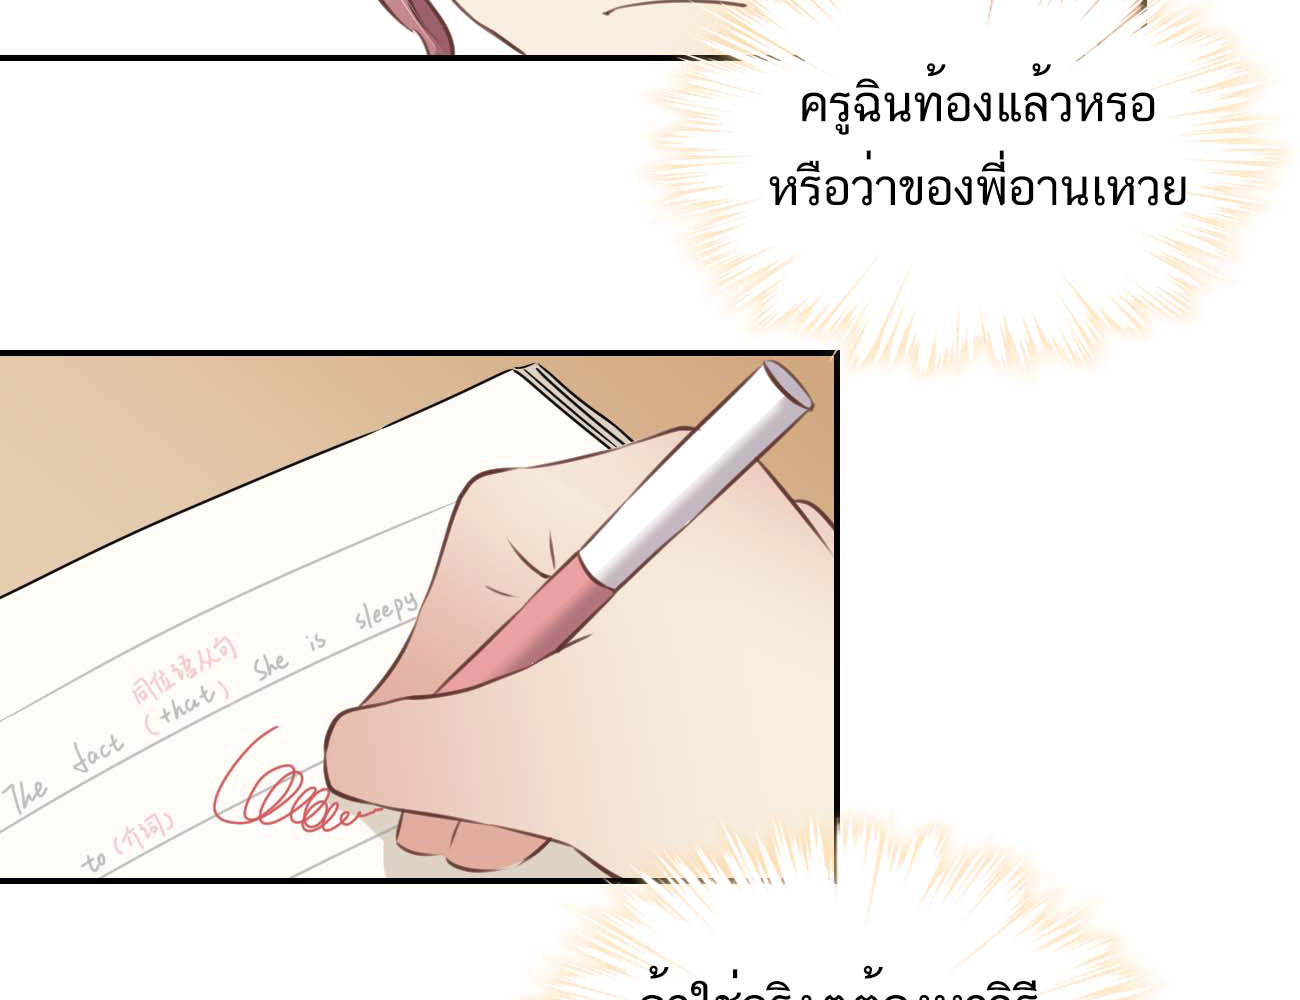 ครูฉินท้องแล้วหรอ
หรือว่าของพี่อานเหวย
同位语从句
The fact (that) she is sleepy
to (介词)